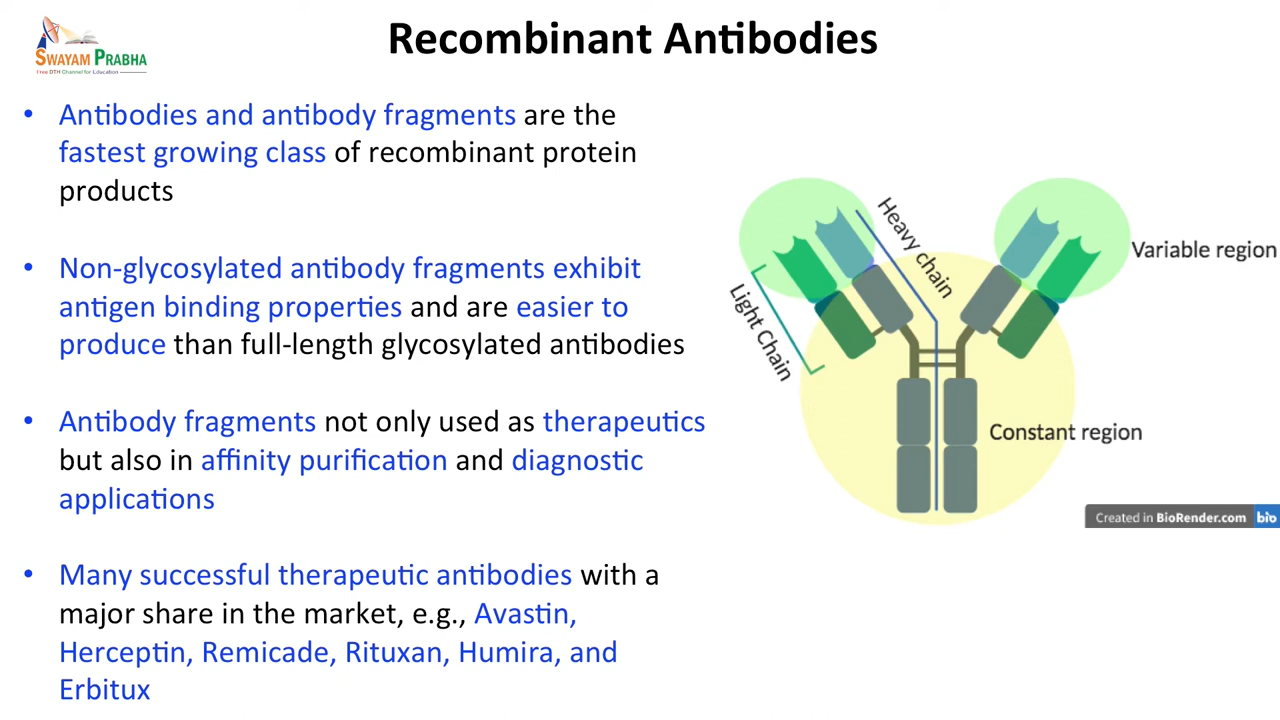 SWAYAM PRABHA
Free DTH Channel for Education
Recombinant Antibodies
• Antibodies and antibody fragments are the
fastest growing class of recombinant protein
products
• Non-glycosylated antibody fragments exhibit
antigen binding properties and are easier to
produce than full-length glycosylated antibodies
• Antibody fragments not only used as therapeutics
but also in affinity purification and diagnostic
applications
• Many successful therapeutic antibodies with a
major share in the market, e.g., Avastin,
Herceptin, Remicade, Rituxan, Humira, and
Erbitux
Heavy chain
Variable region
Light Chain
Constant region
Created in BioRender.com bio